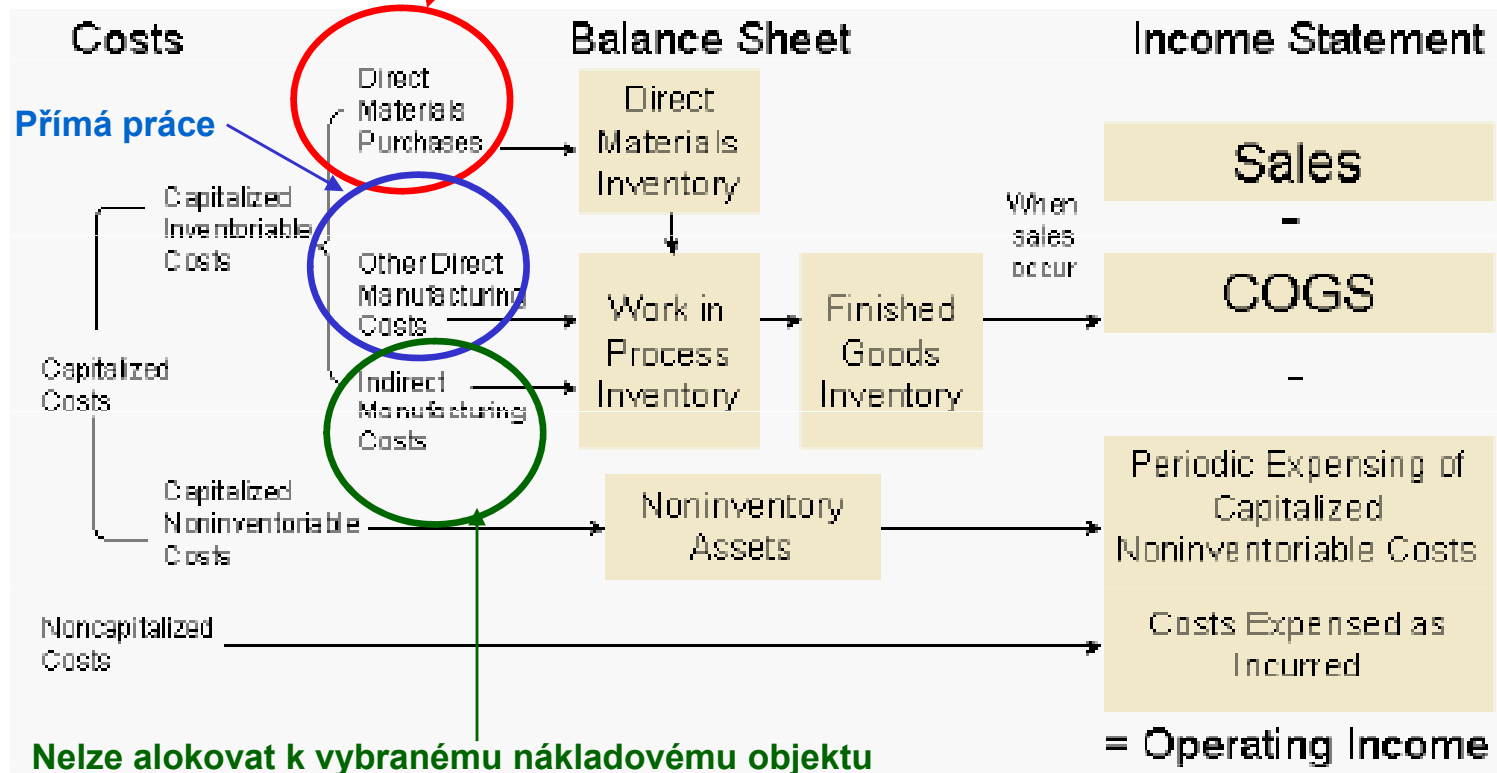 Costs
Balance Sheet
Income Statement
Přímá práce
Direct
Materials
Purchases
Capitalized
Inventoriable
Costs
Other Direct
Manufacturing
Costs
Indirect
Manufacturing
Costs
Capitalized
Costs
Capitalized
Noninventoriable
Costs
Noncapitalized
Costs
Direct
Materials
Inventory
Work in
Process
Inventory
Finished
Goods
Inventory
Noninventory
Assets
When
sales
occur
Sales
-
COGS
-
Periodic Expensing of
Capitalized
Noninventoriable Costs
Costs Expensed as
Incurred
= Operating Income
Nelze alokovat k vybranému nákladovému objektu